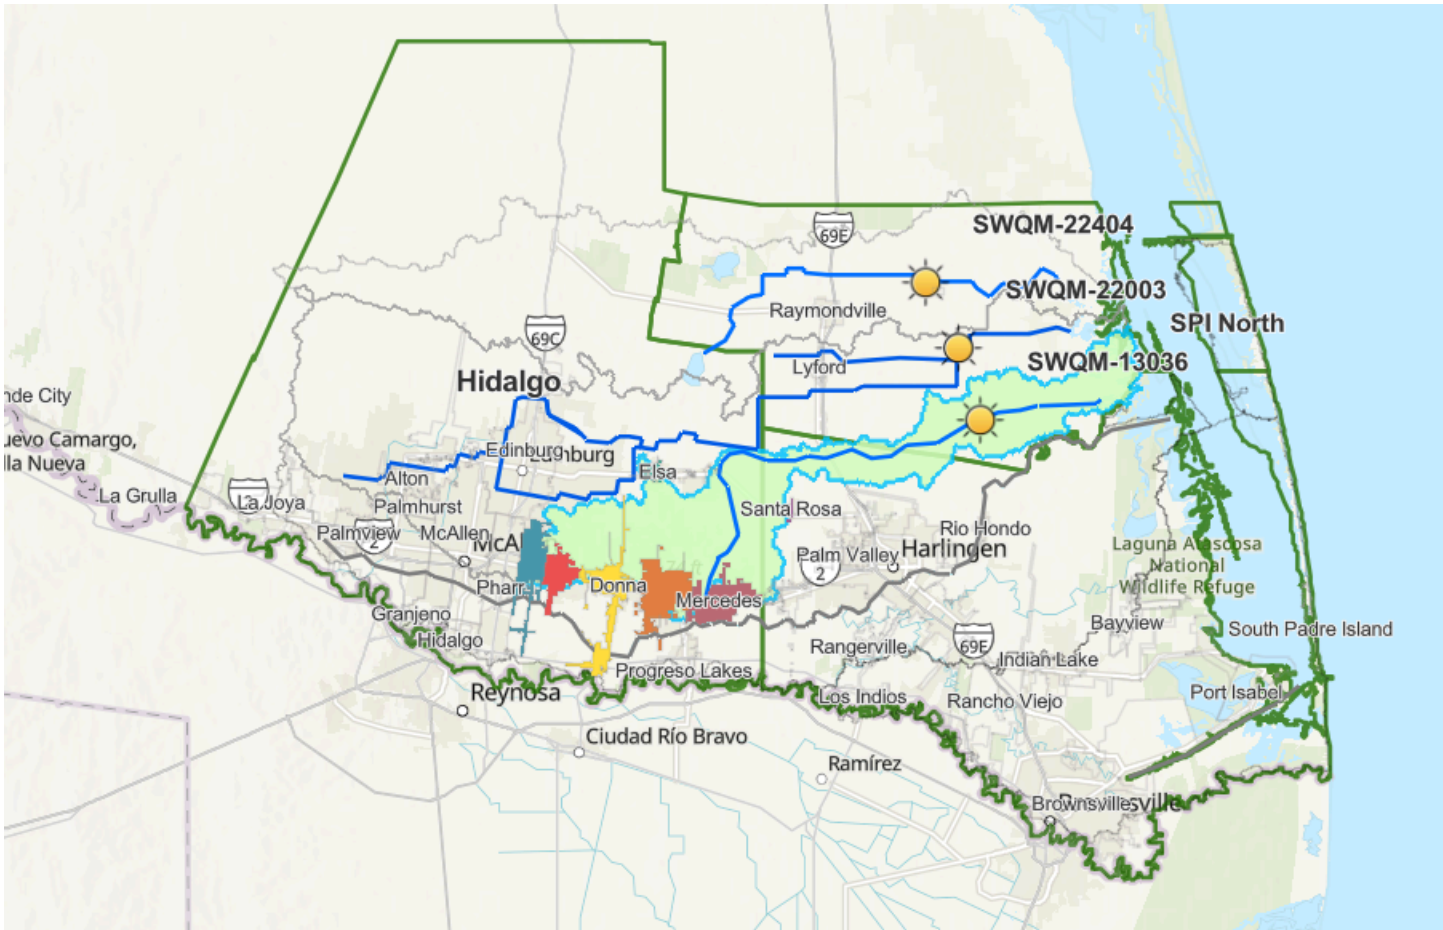 SWQM-22404
69E
SWQM-22003
Raymondville
SPI North
69C
Lyford
SWQM-13036
Hidalgo
nde City
uevo Camargo,
lla Nueva
Edinburg
Elsa
Alton
La Grulla
La Joya
Palmhurst
Santa Rosa
Palmview
2
McAllen
Rio Hondo
Palm Valley
Harlingen
2
Laguna Atascosa
National
Wildlife Refuge
Pharr
Donna
Mercedes
Granjeno
Hidalgo
Bayview
South Padre Island
69E
Rangerville
Indian Lake
Progreso Lakes
Reynosa
Los Indios
Rancho Viejo
Port Isabel
Ciudad Río Bravo
Ramírez
Brownsville